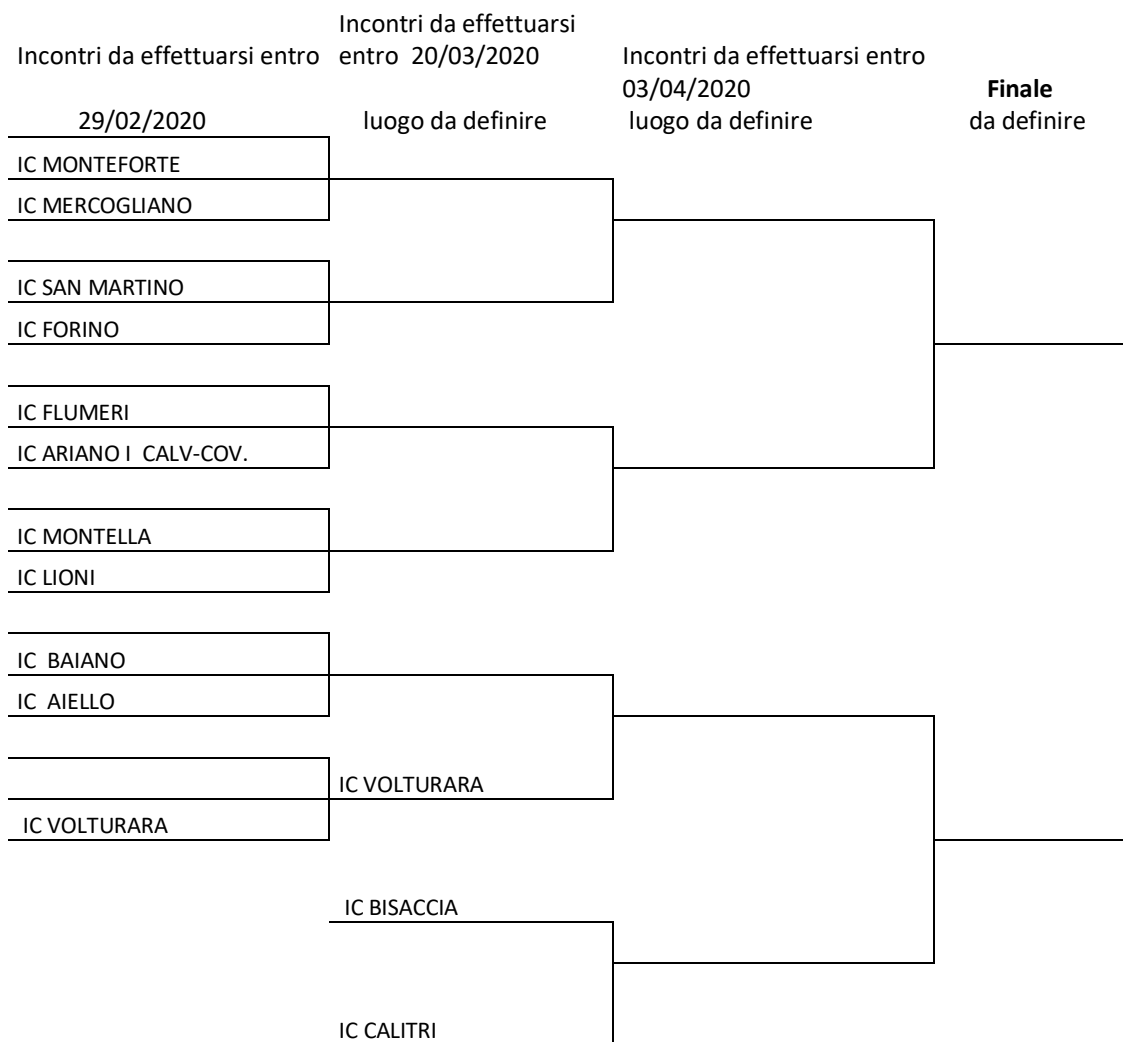 Incontri da effettuarsi entro
29/02/2020
Incontri da effettuarsi
entro 20/03/2020
luogo da definire
Incontri da effettuarsi entro
03/04/2020
luogo da definire
Finale
da definire
IC MONTEFORTE
IC MERCOGLIANO
IC SAN MARTINO
IC FORINO
IC FLUMERI
IC ARIANO I CALV-COV.
IC MONTELLA
IC LIONI
IC BAIANO
IC AIELLO
IC VOLTURARA
IC VOLTURARA
IC BISACCIA
IC CALITRI